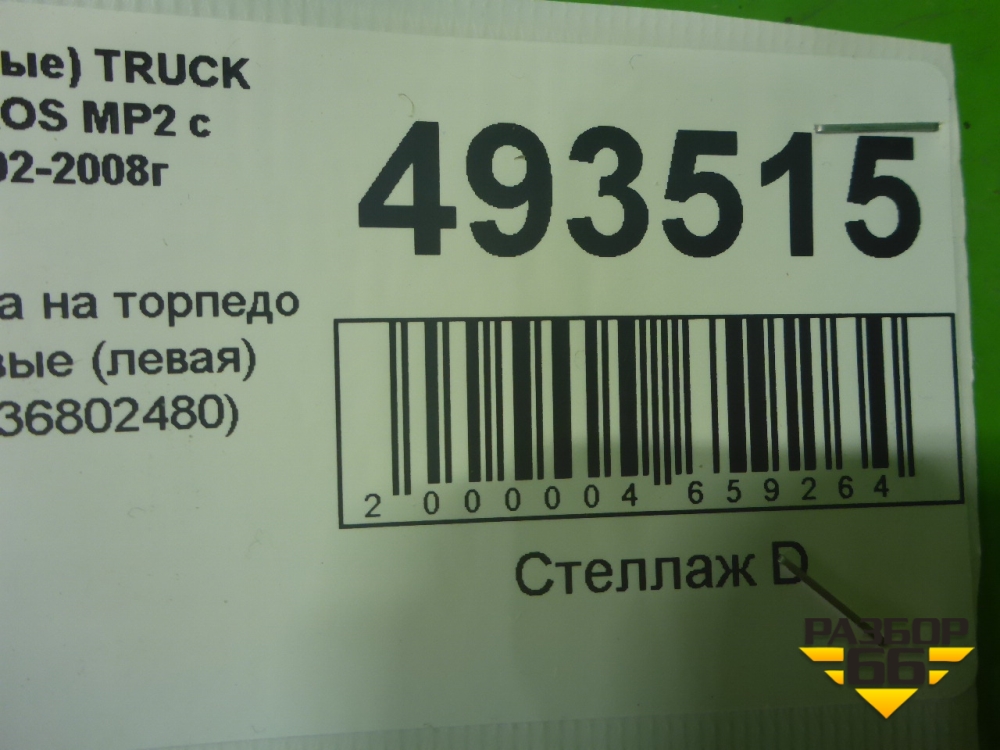 ые) TRUCK
OS MP2 с
02-2008г
493515
а на торпедо
вые (левая)
36802480)
2 000004 659264
Стеллаж D
РАЗБОР
66